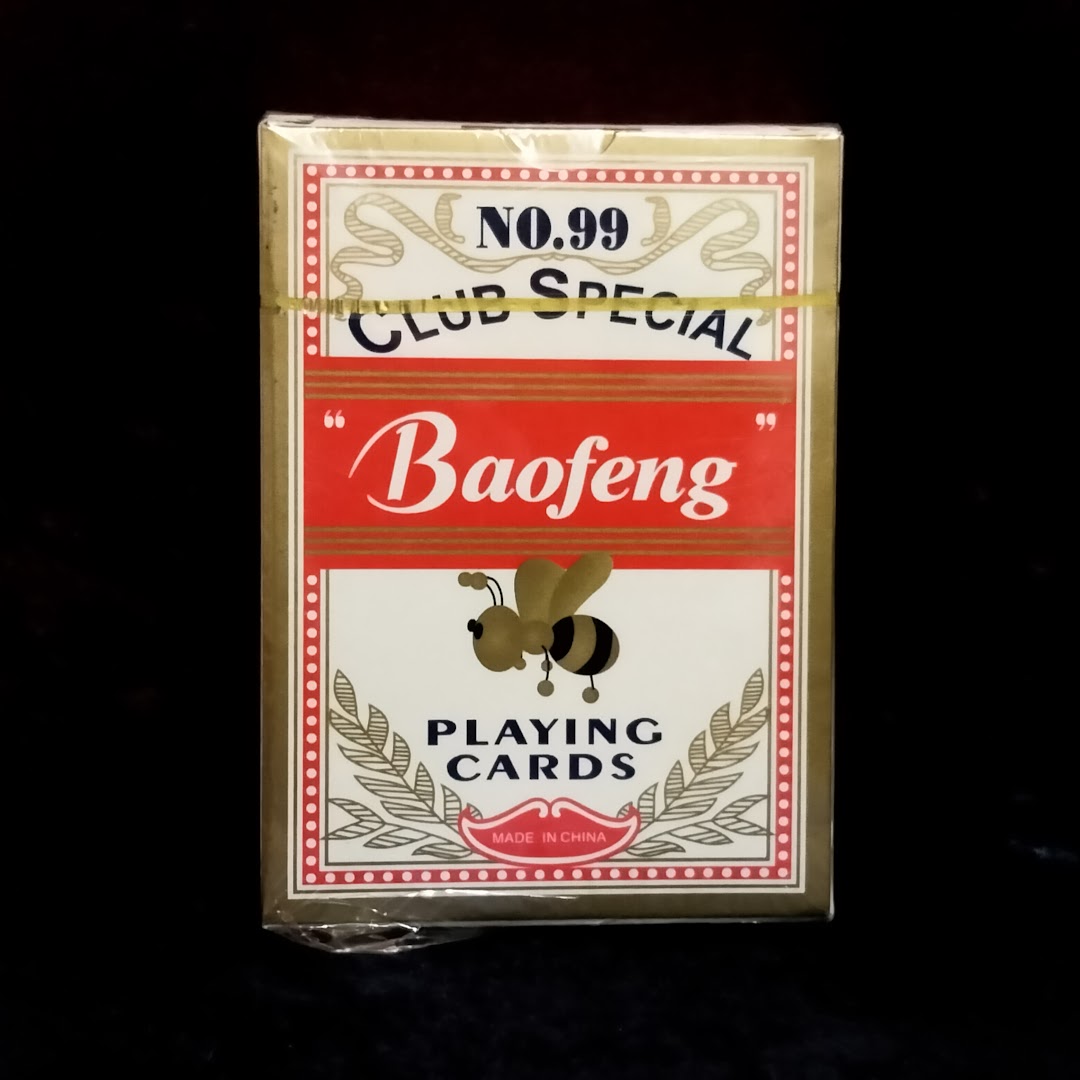 NO.99
CLUB SPECIAL
“Baofeng”
PLAYING
CARDS
MADE IN CHINA